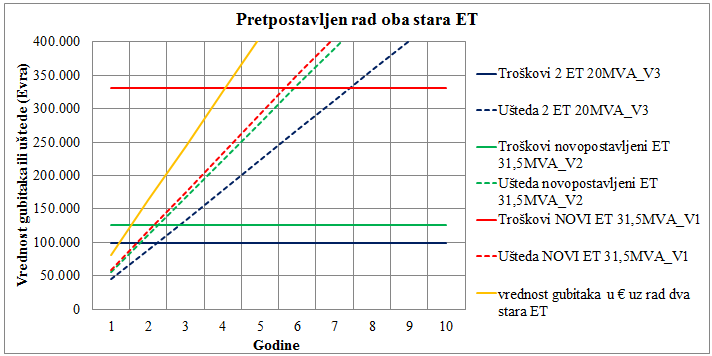 Pretpostavljen rad oba stara ET
Vrednost gubitaka ili uštede (Evra)
400.000
350.000
300.000
250.000
200.000
150.000
100.000
50.000
0
1 2 3 4 5 6 7 8 9 10
Godine
Troškovi 2 ET 20MVA_V3
Ušteda 2 ET 20MVA_V3
Troškovi novopostavljeni ET
31,5MVA_V2
Ušteda novopostavljeni ET
31,5MVA_V2
Troškovi NOVI ET 31,5MVA_V1
Ušteda NOVI ET 31,5MVA_V1
vrednost gubitaka u € uz rad dva
stara ET